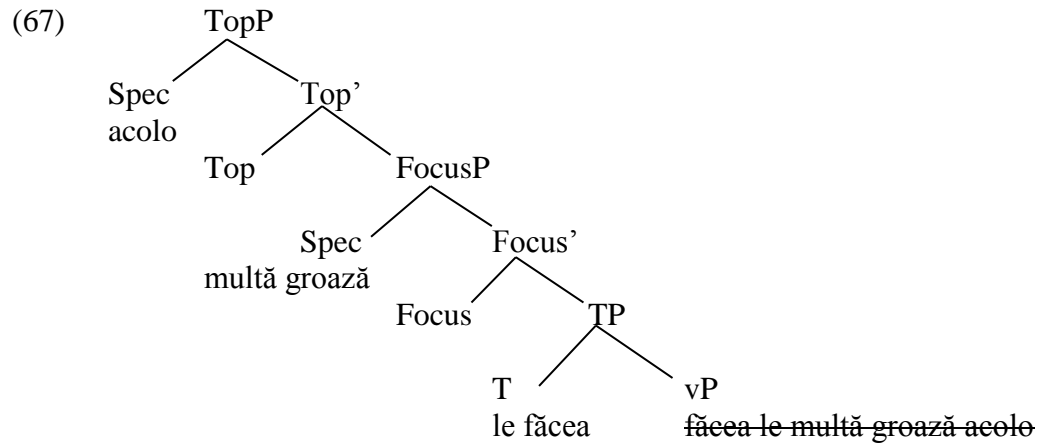 (67) TopP
Spec Top’
acolo
Top FocusP
Spec Focus’
multă groază
Focus TP
T vP
le făcea făcea le multă groază acolo